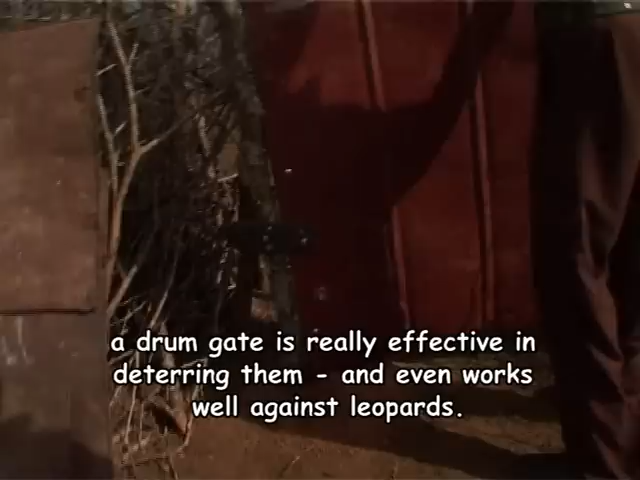 a drum gate is really effective in
deterring them - and even works
well against leopards.